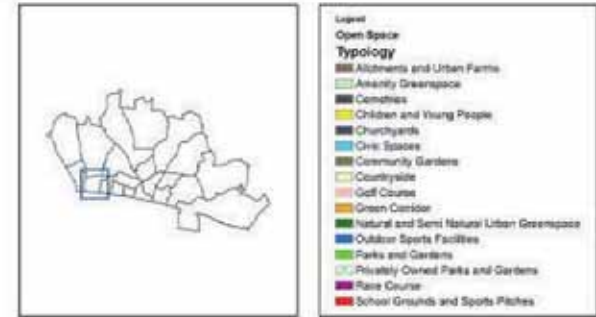 Legend
Open Space
Typology
Allotments and Urban Farms
Amenity Greenspace
Cemetries
Children and Young People
Churchyards
Civic Spaces
Community Gardens
Countryside
Golf Course
Green Corridor
Natural and Semi Natural Urban Greenspace
Outdoor Sports Facilities
Parks and Gardens
Privately Owned Parks and Gardens
Race Course
School Grounds and Sports Pitches